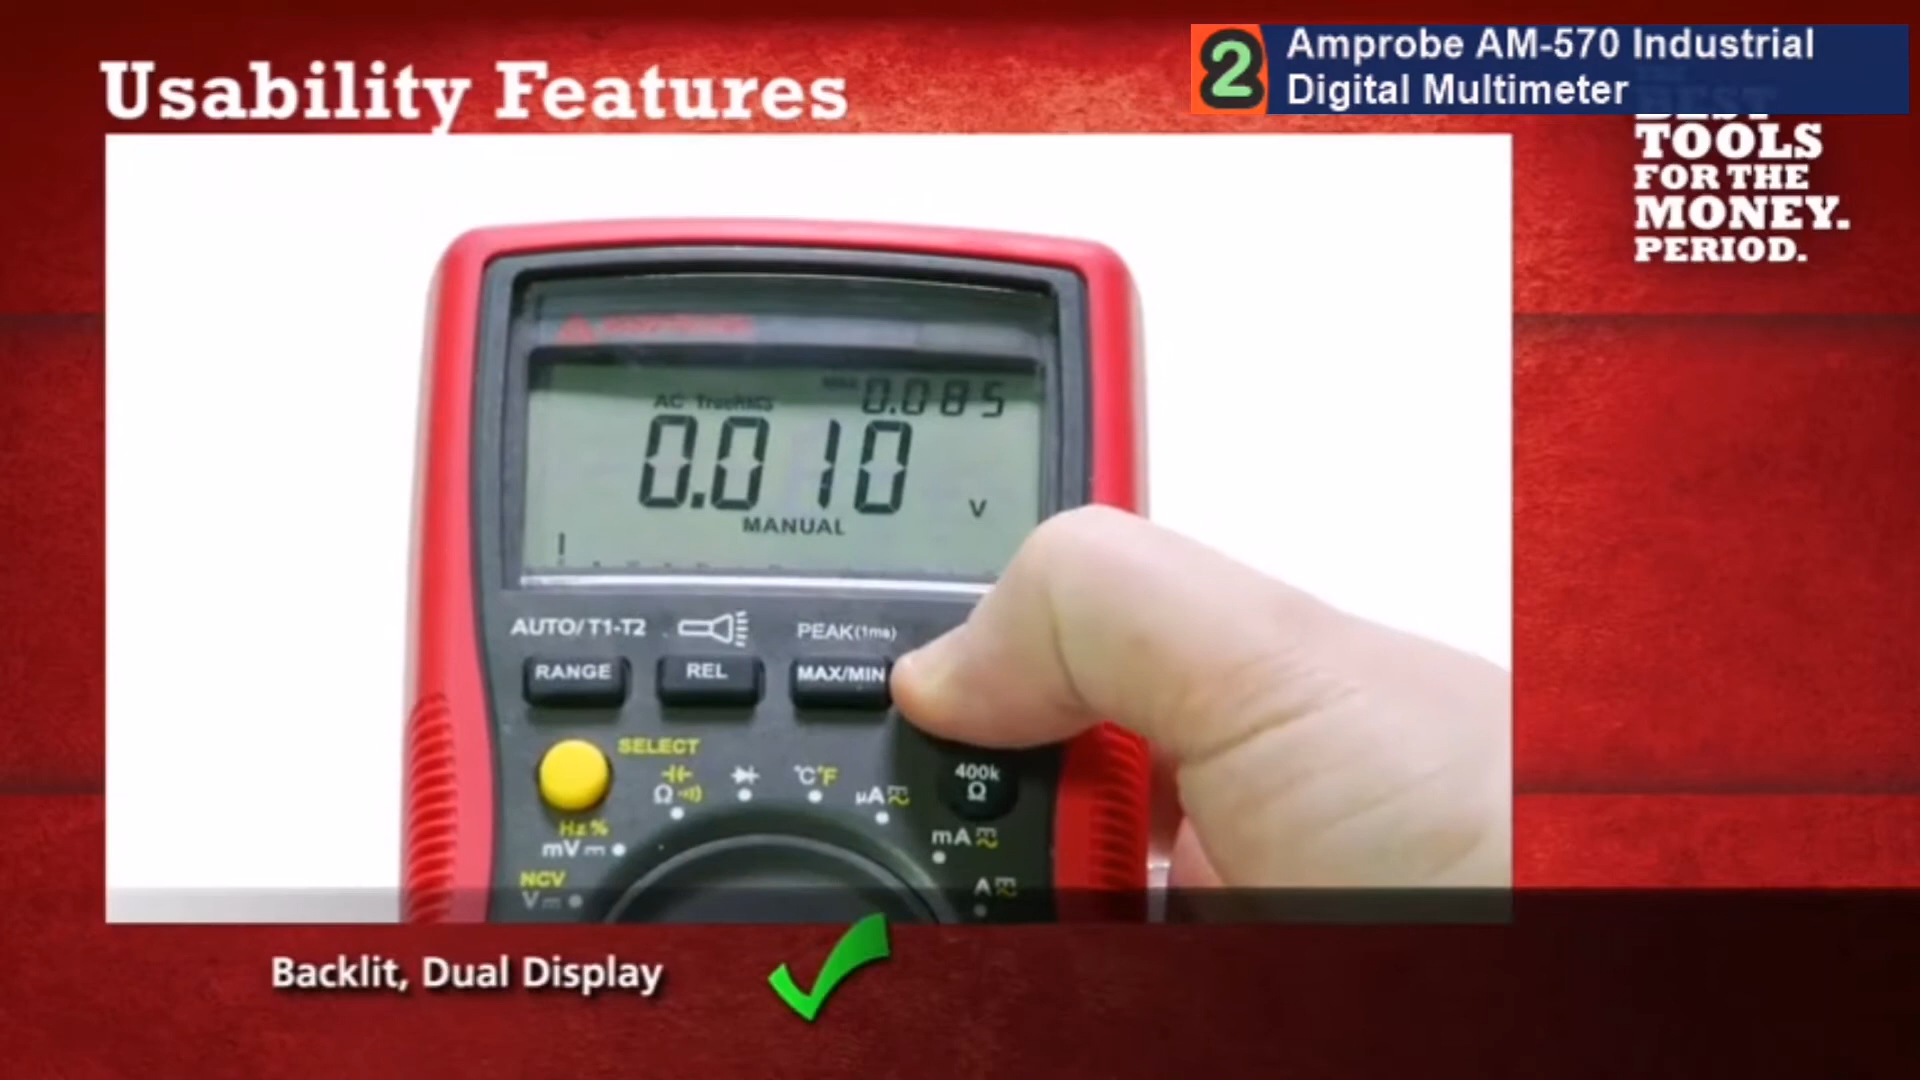 Usability Features
2
Amprobe AM-570 Industrial
Digital Multimeter
BEST
TOOLS
FOR THE
MONEY.
PERIOD.
0.085
AC TrueRMS
0.010
V
MANUAL
AUTO/T1-T2
PEAK(1ms)
RANGE
REL
MAX/MIN
SELECT
Ω
°C°F
µA
400k
Ω
Hz%
mV
mA
NCV
V
A
Backlit, Dual Display